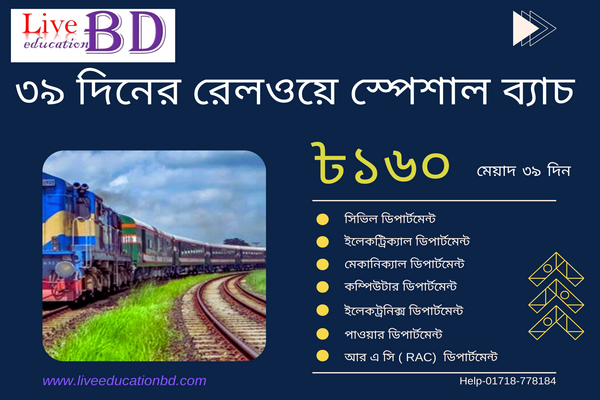 Live BD
education
৩৯ দিনের রেলওয়ে স্পেশাল ব্যাচ
৳১৬০ মেয়াদ ৩৯ দিন
সিভিল ডিপার্টমেন্ট
ইলেকট্রিক্যাল ডিপার্টমেন্ট
মেকানিক্যাল ডিপার্টমেন্ট
কম্পিউটার ডিপার্টমেন্ট
ইলেকট্রনিক্স ডিপার্টমেন্ট
পাওয়ার ডিপার্টমেন্ট
আর এ সি ( RAC) ডিপার্টমেন্ট
www.liveeducationbd.com
Help-01718-778184